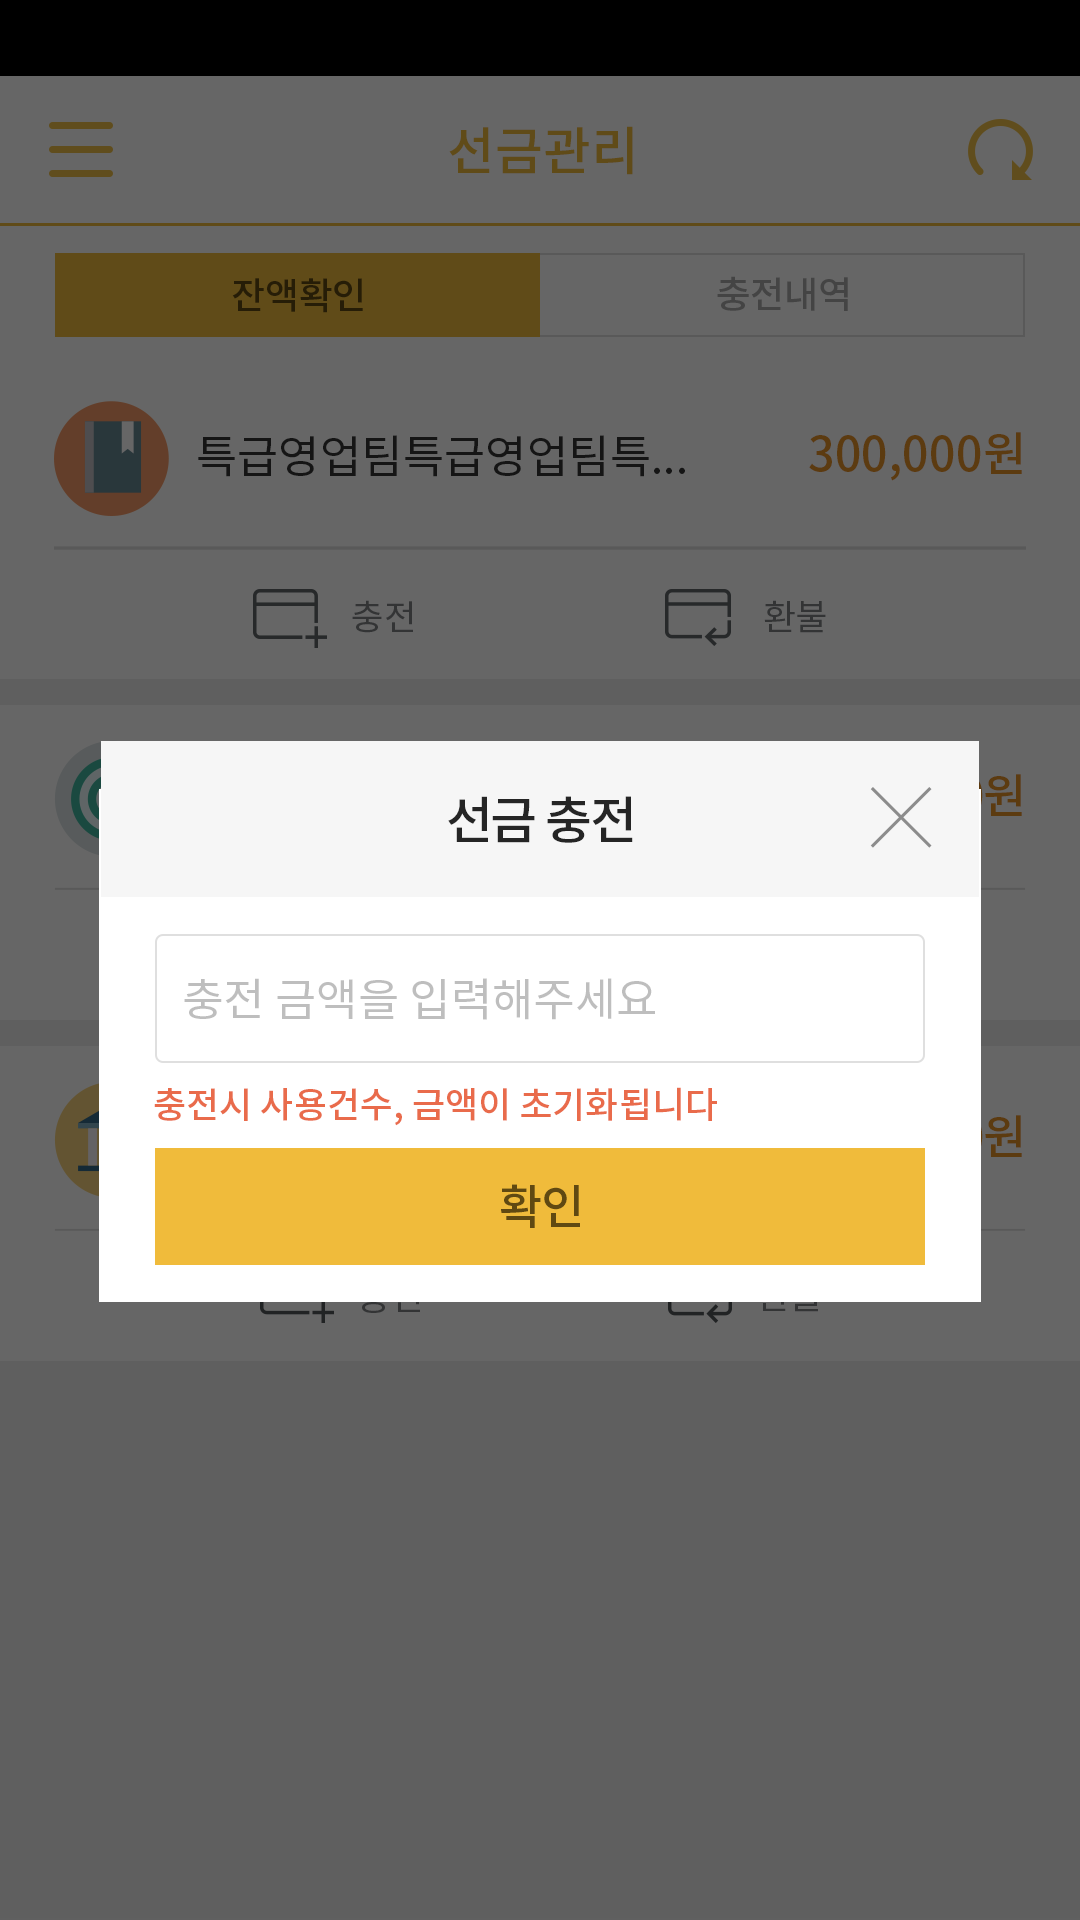 선금관리
잔액확인 충전내역
특급영업팀특급영업팀특... 300,000원
충전 환불
원
선금 충전
충전 금액을 입력해주세요
충전시 사용건수, 금액이 초기화됩니다
원
확인